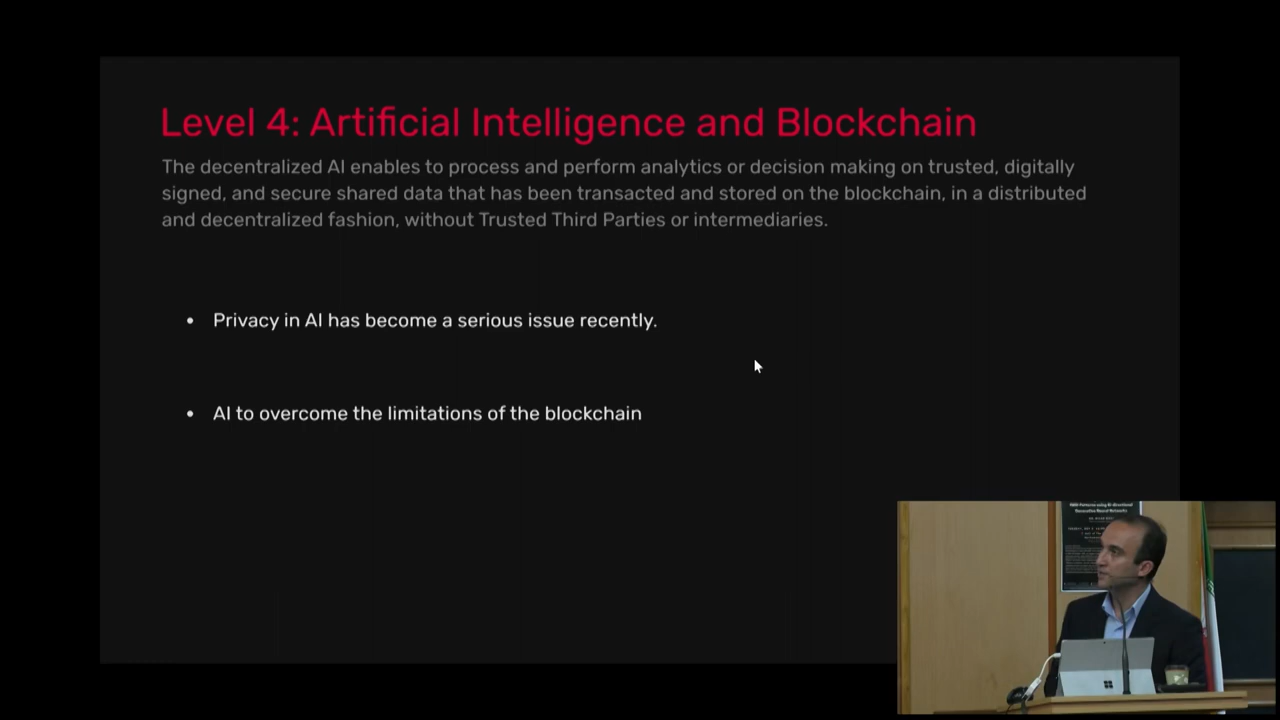 Level 4: Artificial Intelligence and Blockchain
The decentralized AI enables to process and perform analytics or decision making on trusted, digitally
signed, and secure shared data that has been transacted and stored on the blockchain, in a distributed
and decentralized fashion, without Trusted Third Parties or intermediaries.
• Privacy in AI has become a serious issue recently.
• AI to overcome the limitations of the blockchain